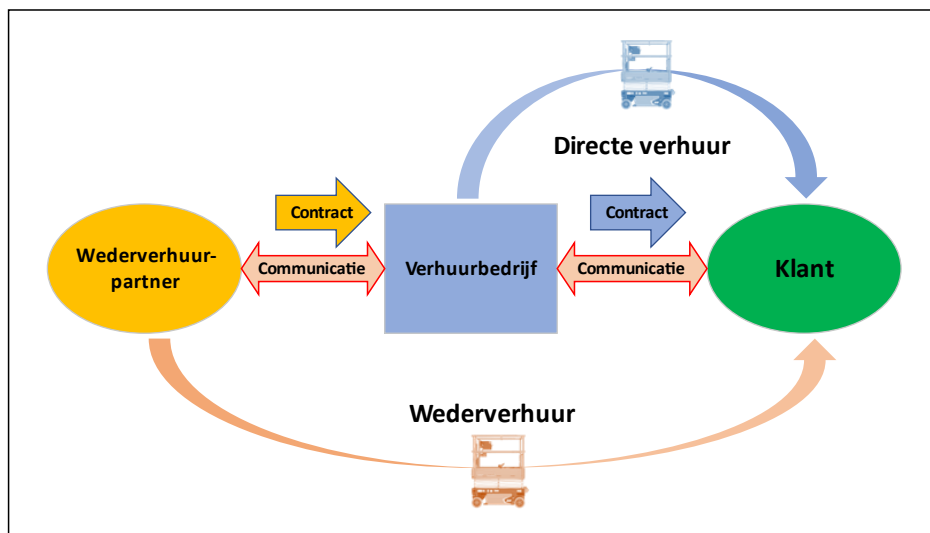 Directe verhuur
Contract
Contract
Wederverhuur-
partner
Communicatie
Verhuurbedrijf
Communicatie
Klant
Wederverhuur